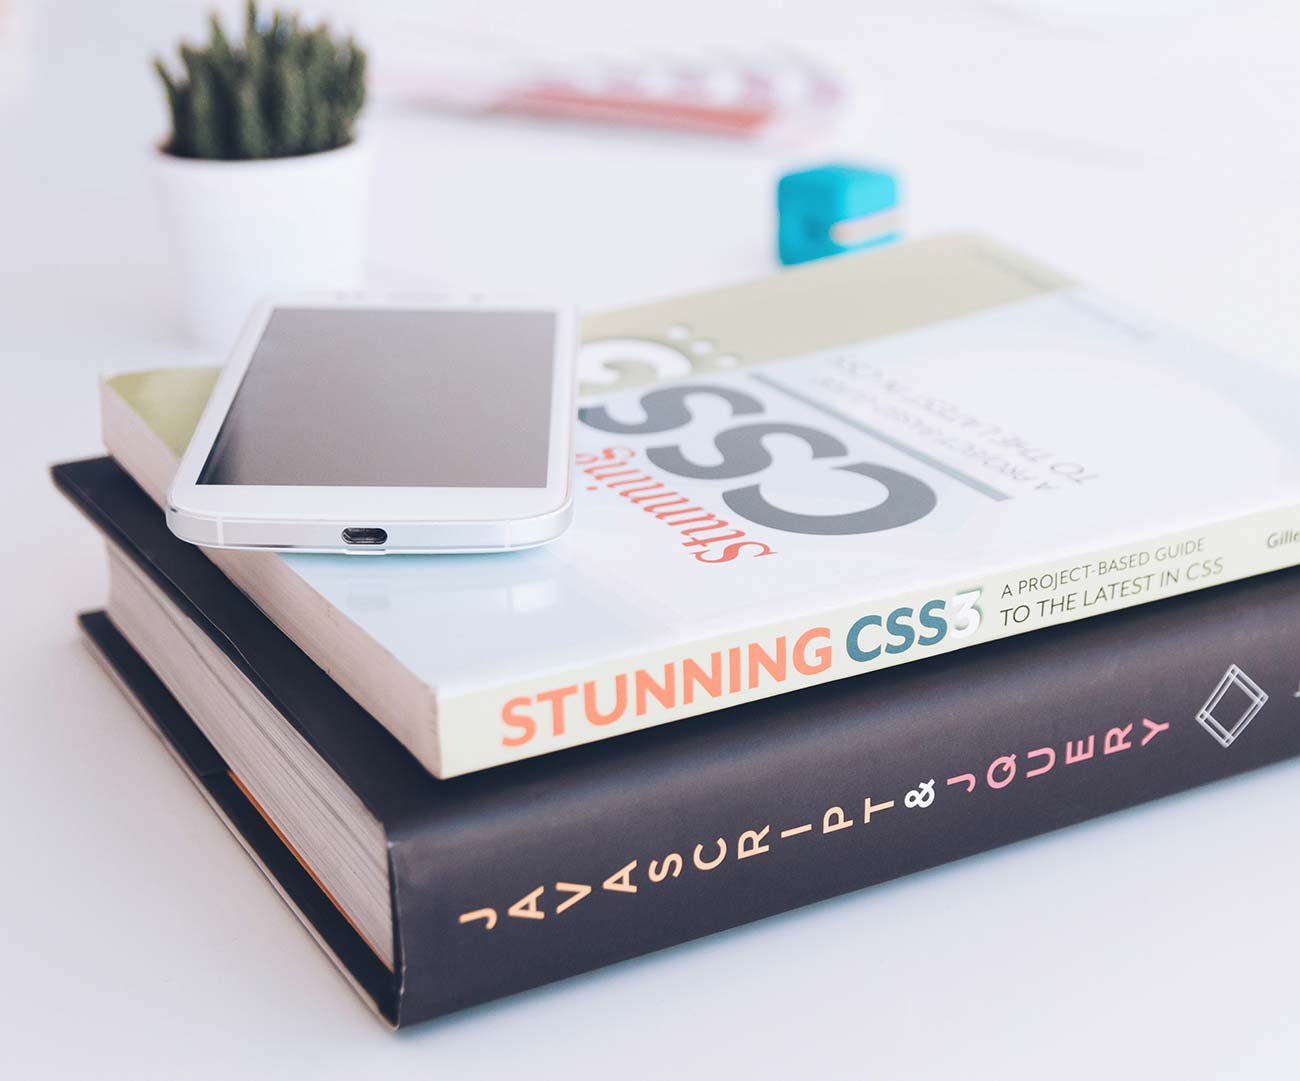 Stunning
CSS3
A PROJECT-BASED GUIDE
TO THE LATEST IN CSS
STUNNING CSS3
A PROJECT-BASED GUIDE
TO THE LATEST IN CSS
JAVASCRIPT & JQUERY